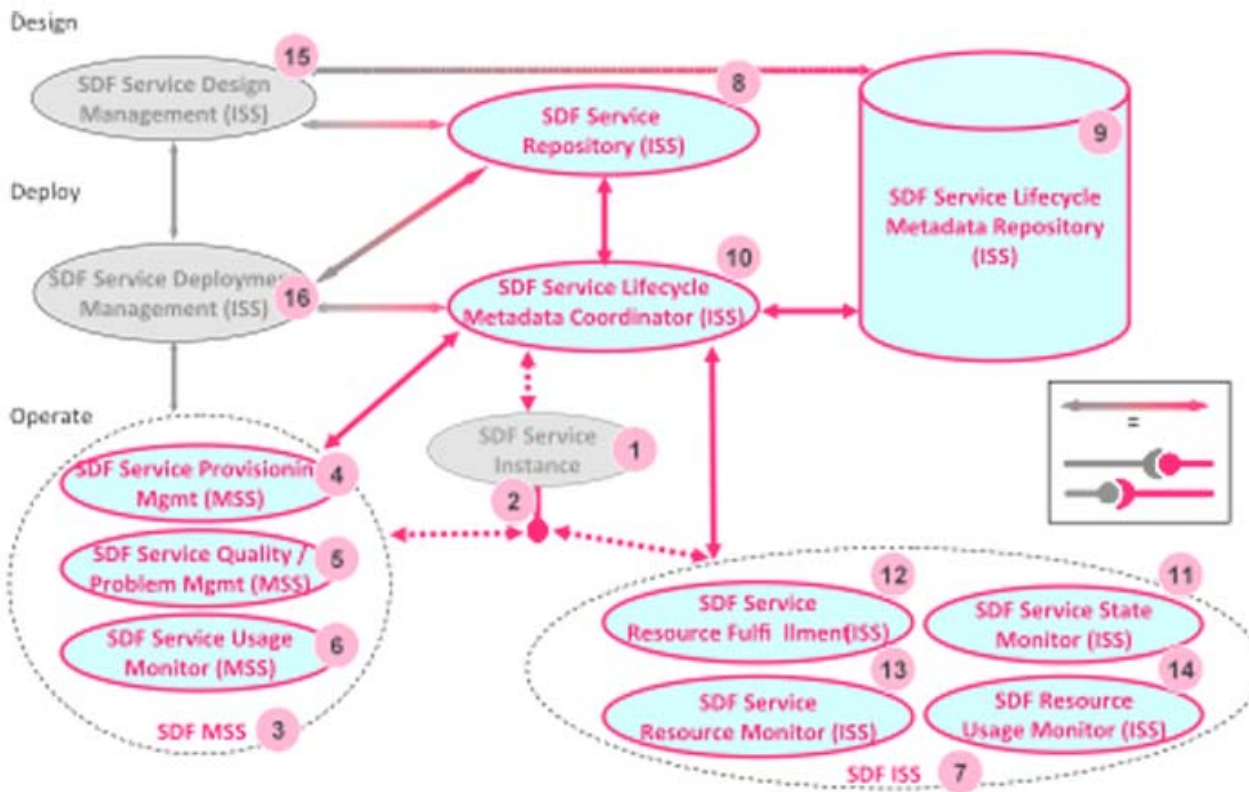 Design
15
SDF Service Design
Management (ISS)
8
SDF Service
Repository (ISS)
9
SDF Service Lifecycle
Metadata Repository
(ISS)
Deploy
SDF Service Deployme
Management (ISS)
16
10
SDF Service Lifecycle
Metadata Coordinator (ISS)
=
Operate
SDF Service
Instance
1
2
SDF Service Provisionin
Mgmt (MSS)
4
SDF Service Quality /
Problem Mgmt (MSS)
5
SDF Service Usage
Monitor (MSS)
6
SDF MSS
3
12
SDF Service
Resource Fulfi llment(ISS)
11
SDF Service State
Monitor (ISS)
13
SDF Service
Resource Monitor (ISS)
14
SDF Resource
Usage Monitor (ISS)
SDF ISS
7